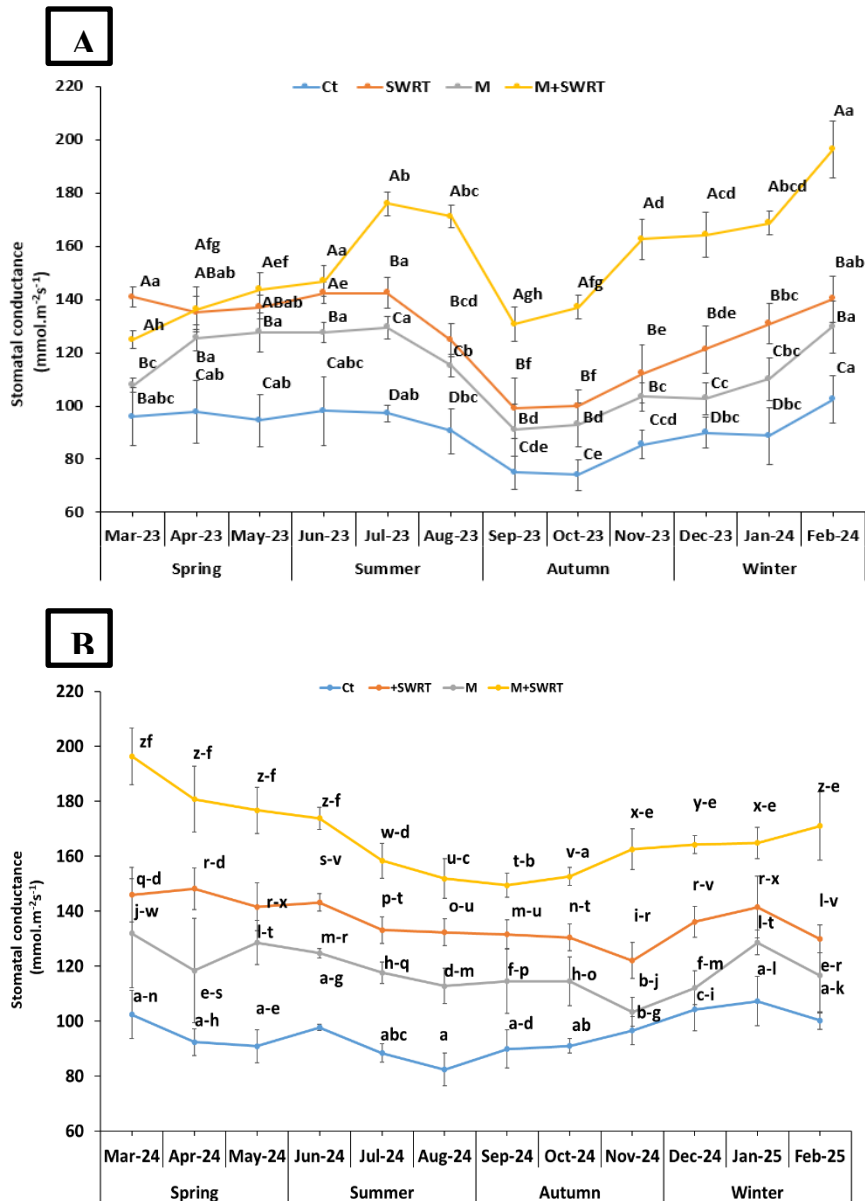 A
220
200
180
160
140
120
100
80
60
Stomatal conductance
(mmol.m⁻²s⁻¹)
Ct SWRT M M+SWRT
Aa
Ah
Bc
Babc
Afg
ABab
Ba
Cab
Aef
ABab
Ba
Cab
Aa
Ae
Ba
Cabc
Ab
Ba
Ca
Dab
Abc
Bcd
Cb
Dbc
Agh
Bf
Bd
Cde
Afg
Bf
Bd
Ce
Ad
Be
Bc
Ccd
Acd
Bde
Cc
Dbc
Abcd
Bbc
Cbc
Dbc
Aa
Bab
Ba
Ca
Mar-23 Apr-23 May-23 Jun-23 Jul-23 Aug-23 Sep-23 Oct-23 Nov-23 Dec-23 Jan-24 Feb-24
Spring Summer Autumn Winter
B
220
200
180
160
140
120
100
80
60
Stomatal conductance
(mmol.m⁻²s⁻¹)
Ct +SWRT M M+SWRT
zf
q-d
j-w
a-n
z-f
r-d
e-s
a-h
z-f
r-x
l-t
a-e
z-f
s-v
m-r
a-g
w-d
p-t
h-q
abc
u-c
o-u
d-m
a
t-b
m-u
f-p
a-d
v-a
n-t
h-o
ab
x-e
i-r
b-j
b-g
y-e
r-v
f-m
c-i
x-e
r-x
l-t
a-l
z-e
l-v
e-r
a-k
Mar-24 Apr-24 May-24 Jun-24 Jul-24 Aug-24 Sep-24 Oct-24 Nov-24 Dec-24 Jan-25 Feb-25
Spring Summer Autumn Winter